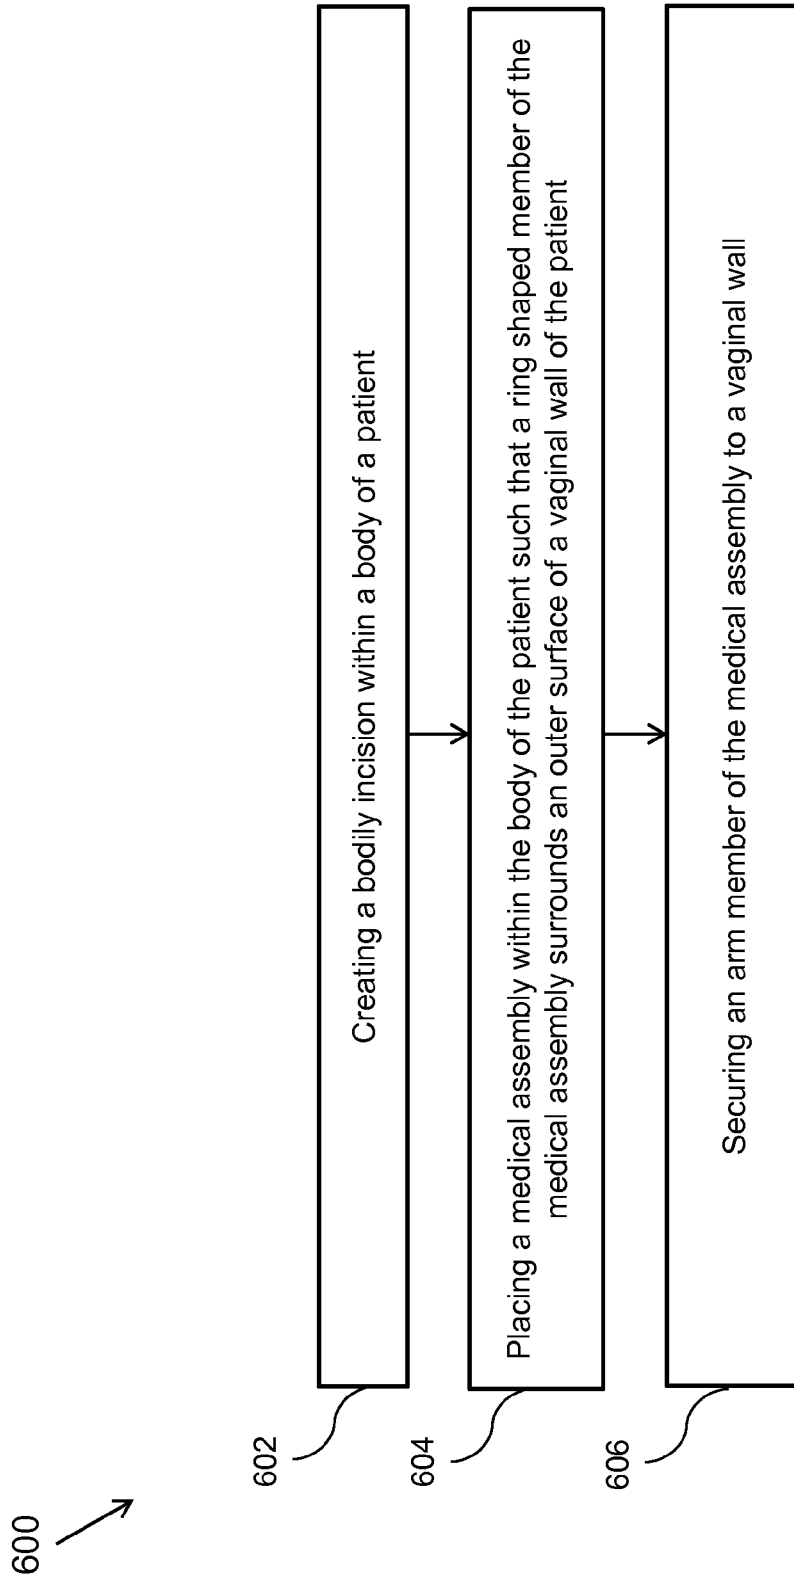 600
602
Creating a bodily incision within a body of a patient
604
Placing a medical assembly within the body of the patient such that a ring shaped member of the
medical assembly surrounds an outer surface of a vaginal wall of the patient
606
Securing an arm member of the medical assembly to a vaginal wall